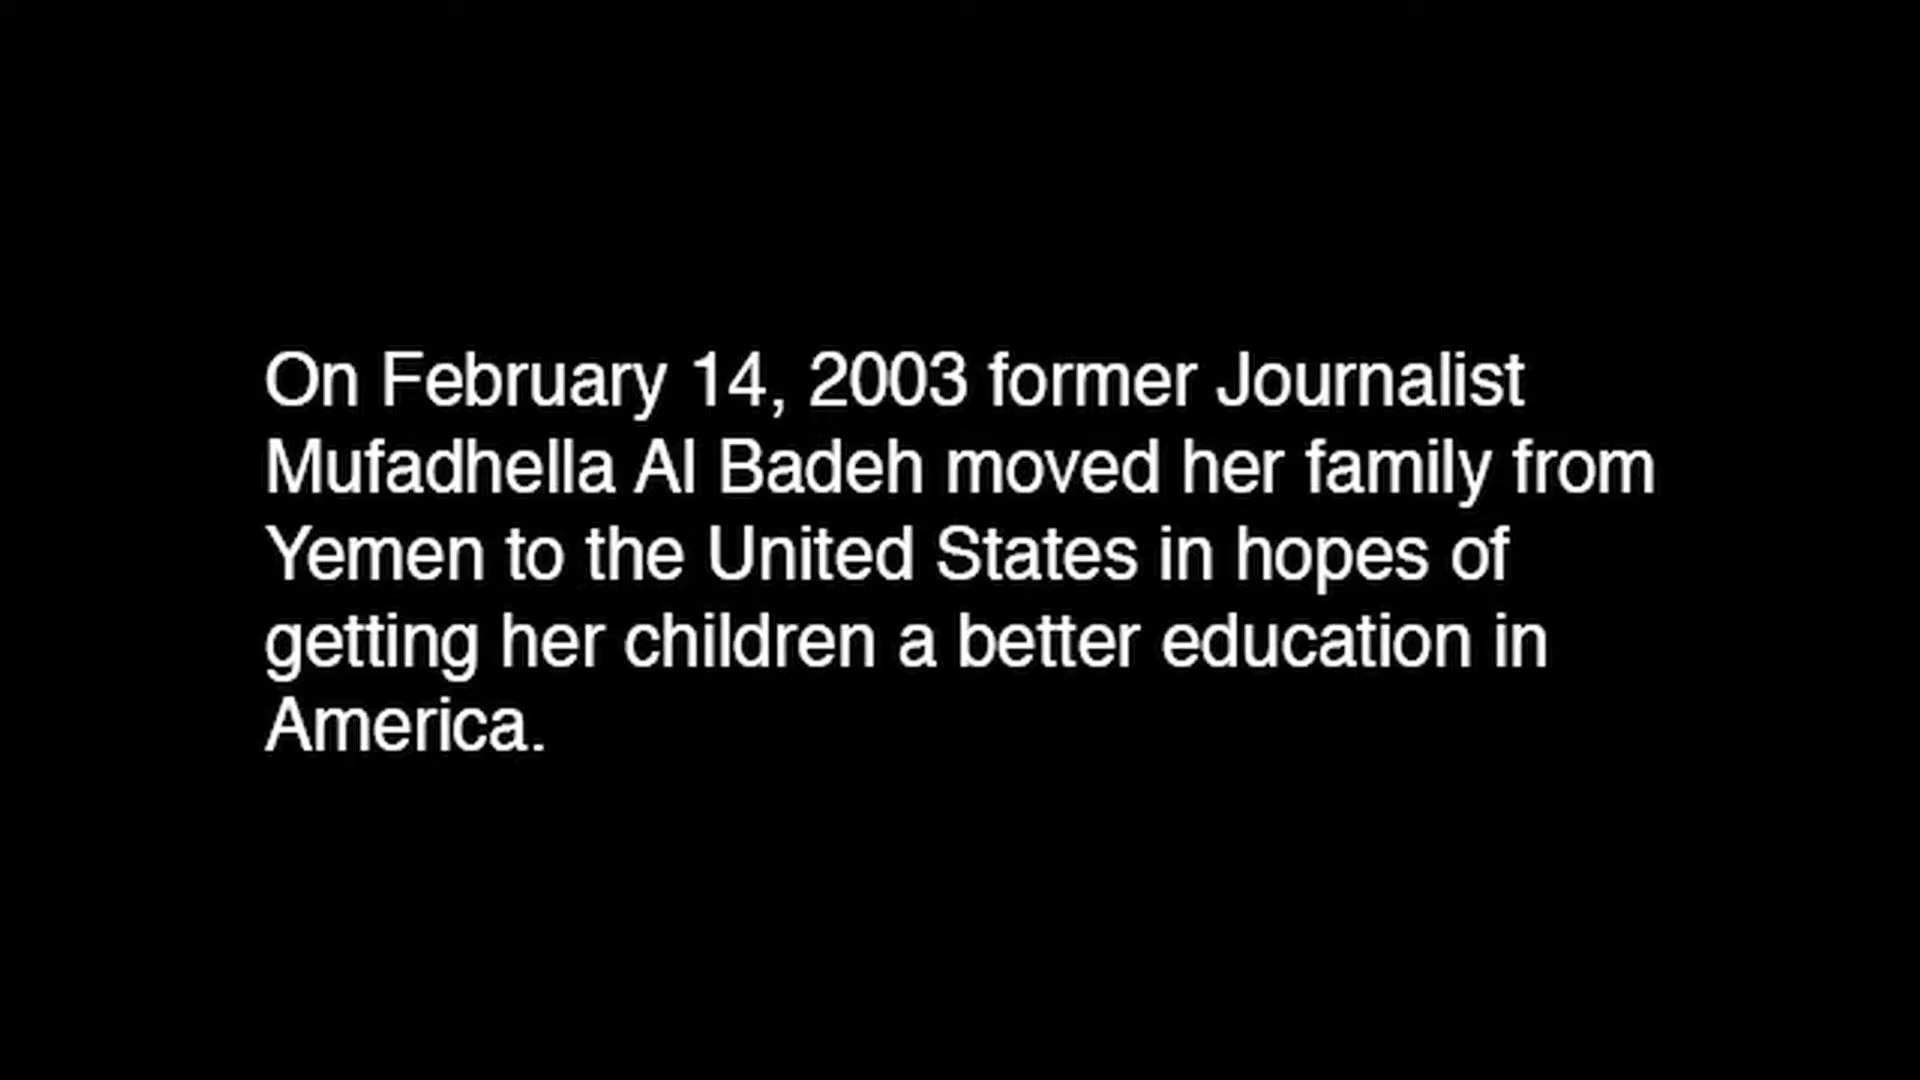 On February 14, 2003 former Journalist
Mufadhella Al Badeh moved her family from
Yemen to the United States in hopes of
getting her children a better education in
America.